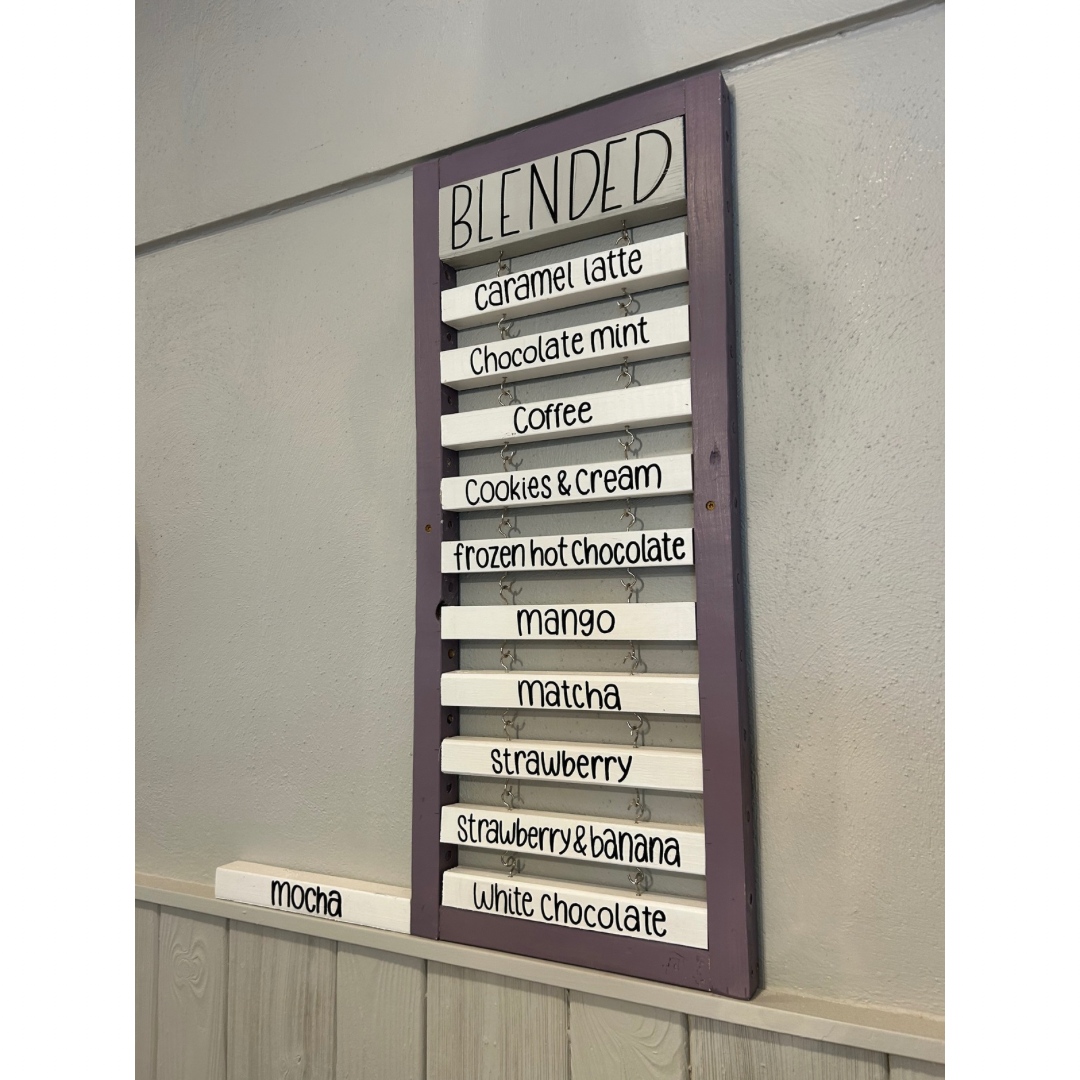 BLENDED
caramel latte
Chocolate mint
Coffee
Cookies & Cream
frozen hot Chocolate
mango
matcha
strawberry
strawberry & banana
White Chocolate
mocha